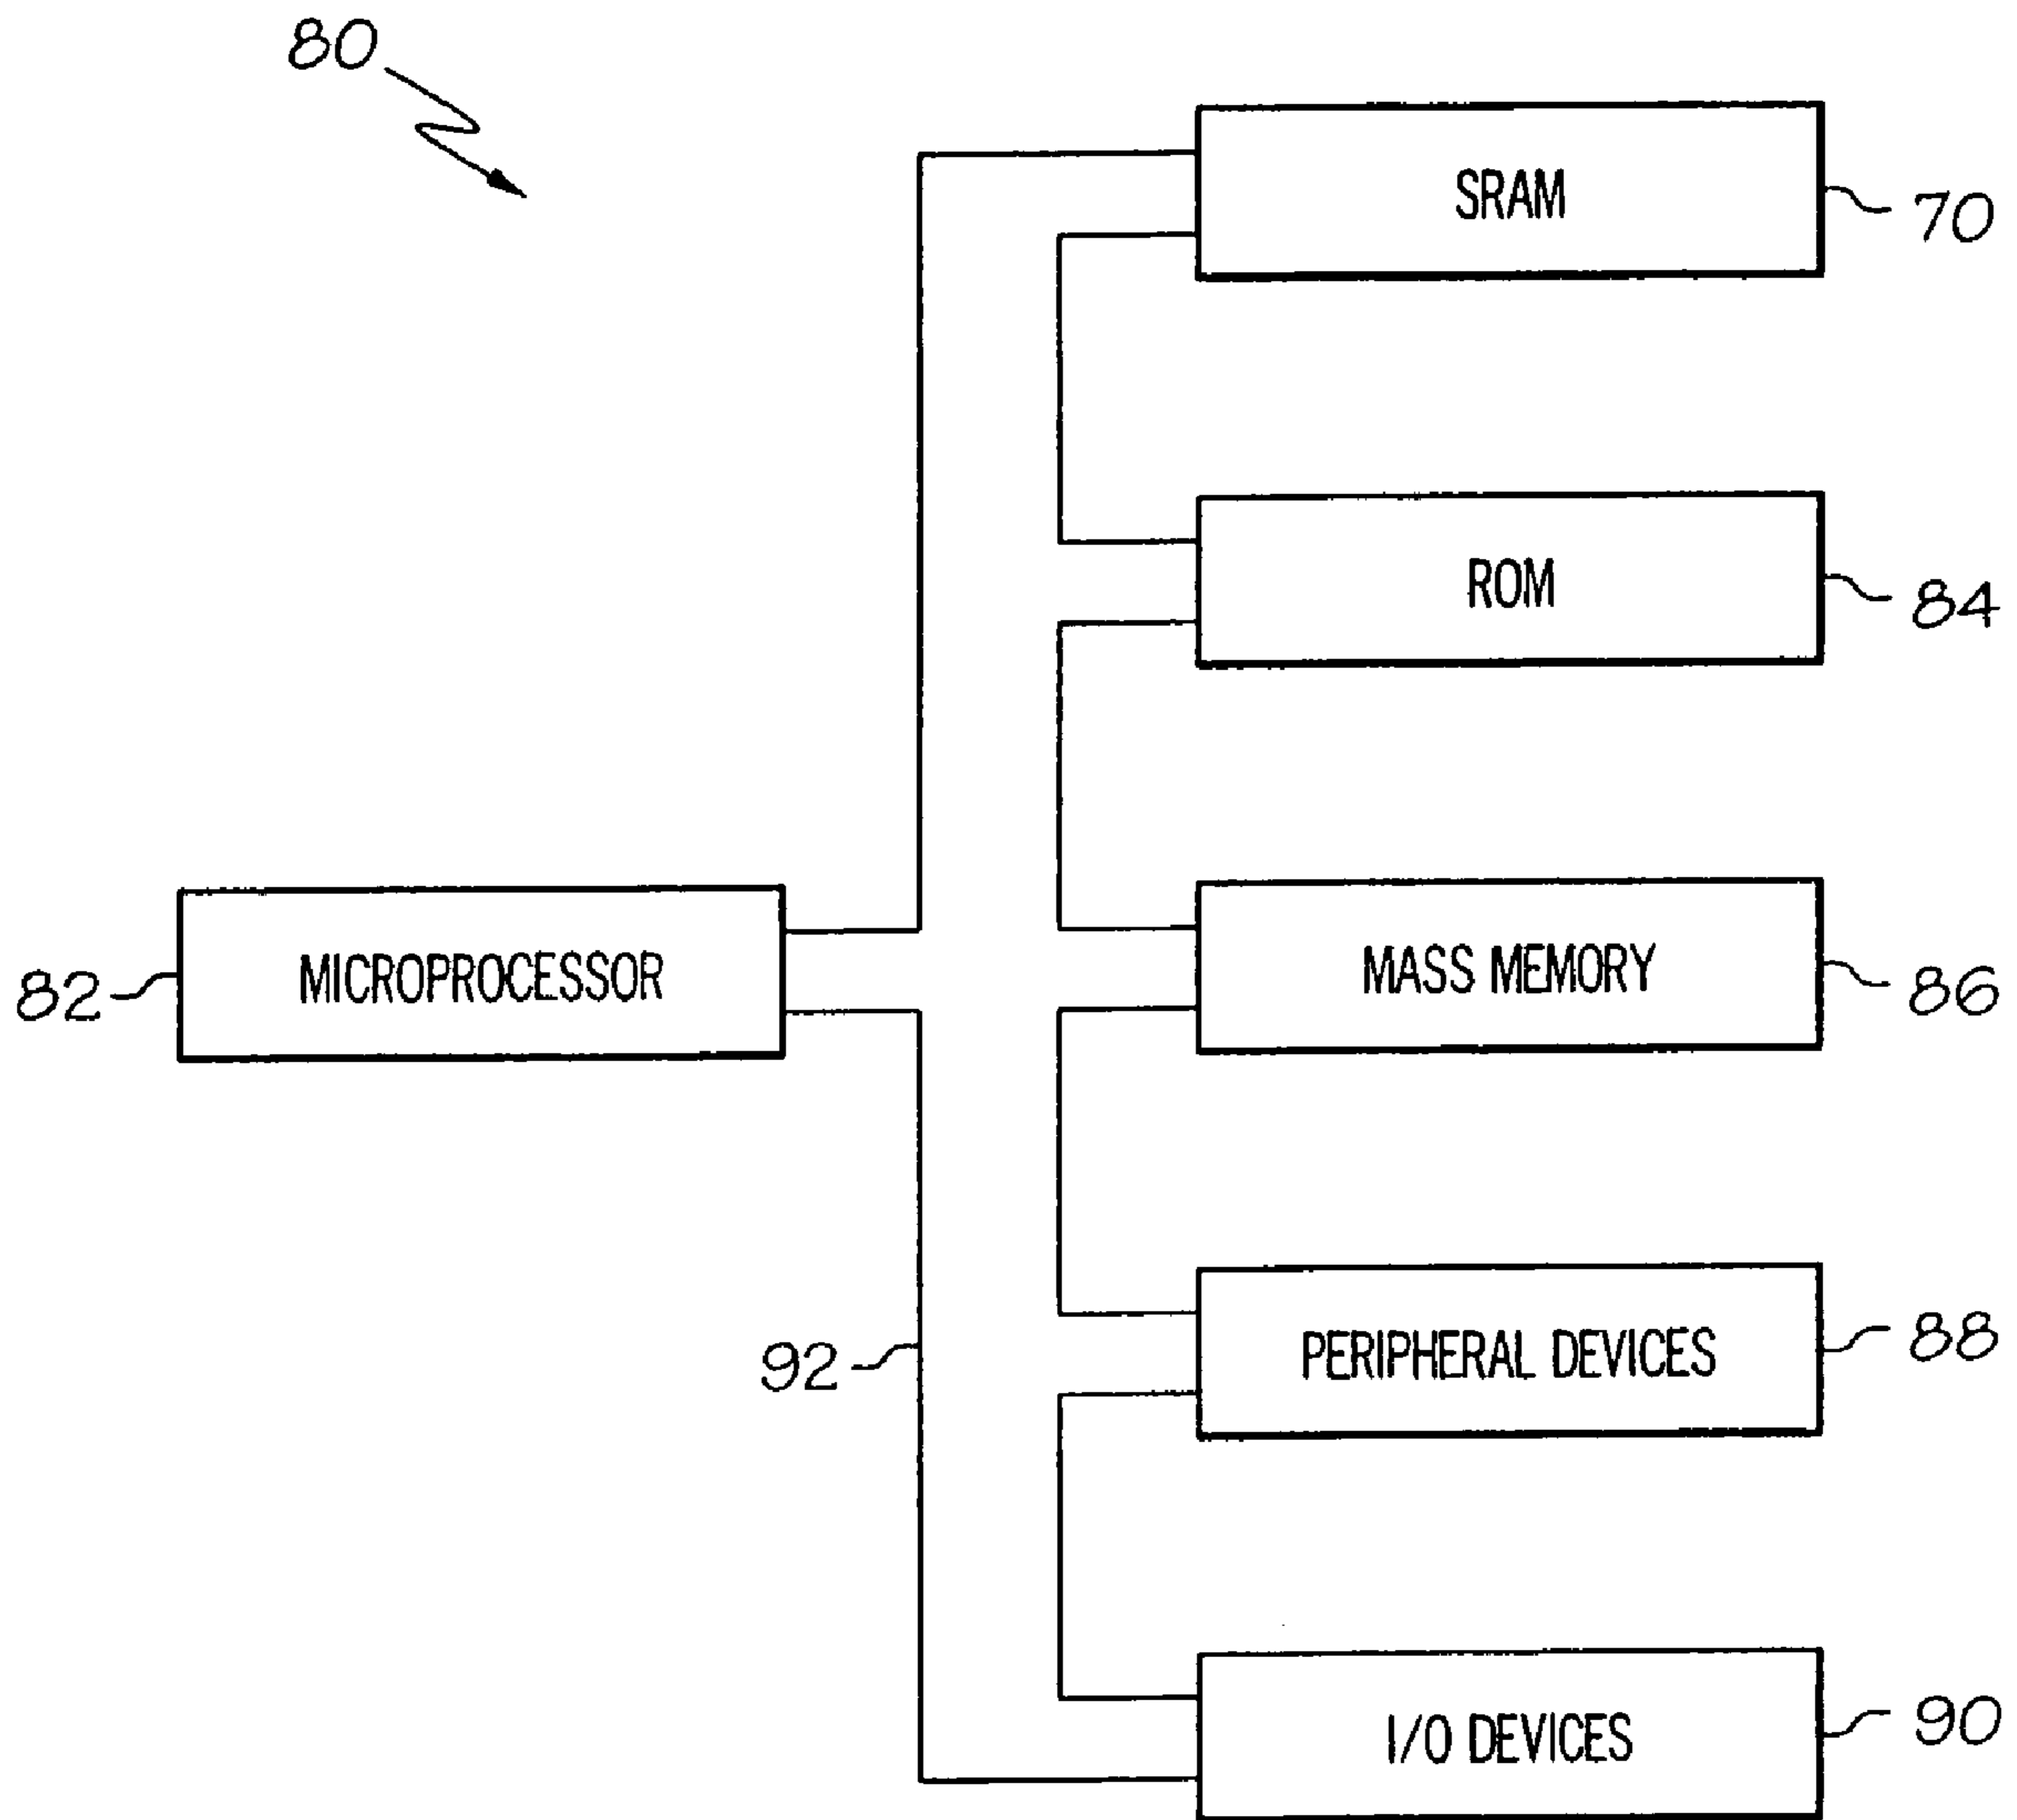 80
SRAM
70
ROM
84
MICROPROCESSOR
82
MASS MEMORY
86
PERIPHERAL DEVICES
88
92
I/O DEVICES
90